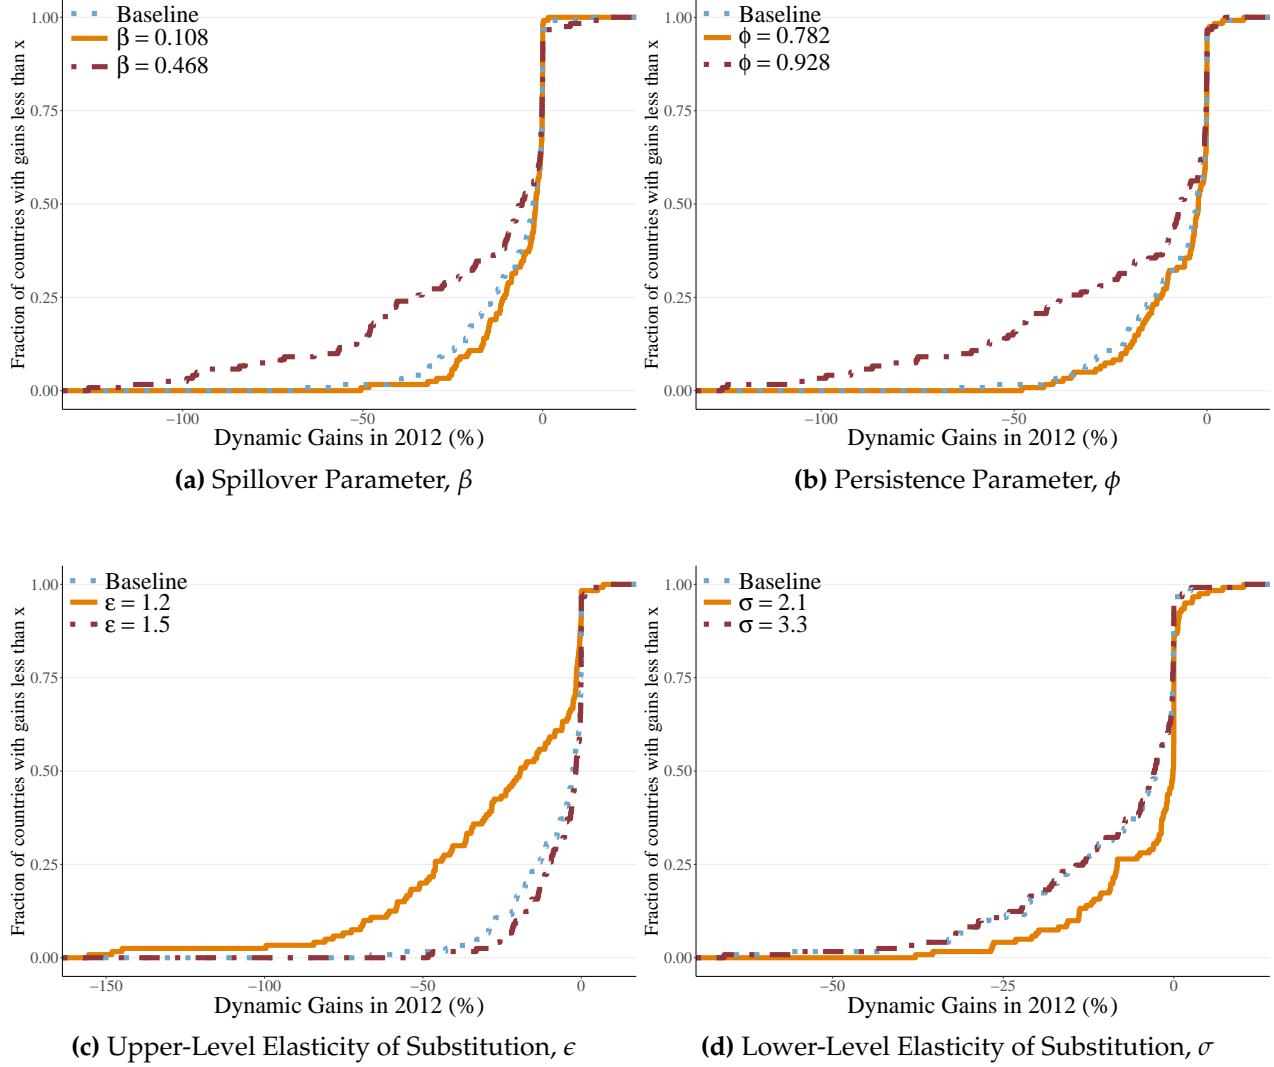 Baseline
β = 0.108
β = 0.468
Fraction of countries with gains less than x
1.00
0.75
0.50
0.25
0.00
−100
−50
0
Dynamic Gains in 2012 (%)
(a) Spillover Parameter, β
Baseline
ϕ = 0.782
ϕ = 0.928
Fraction of countries with gains less than x
1.00
0.75
0.50
0.25
0.00
−100
−50
0
Dynamic Gains in 2012 (%)
(b) Persistence Parameter, ϕ
Baseline
ε = 1.2
ε = 1.5
Fraction of countries with gains less than x
1.00
0.75
0.50
0.25
0.00
−150
−100
−50
0
Dynamic Gains in 2012 (%)
(c) Upper-Level Elasticity of Substitution, ϵ
Baseline
σ = 2.1
σ = 3.3
Fraction of countries with gains less than x
1.00
0.75
0.50
0.25
0.00
−50
−25
0
Dynamic Gains in 2012 (%)
(d) Lower-Level Elasticity of Substitution, σ